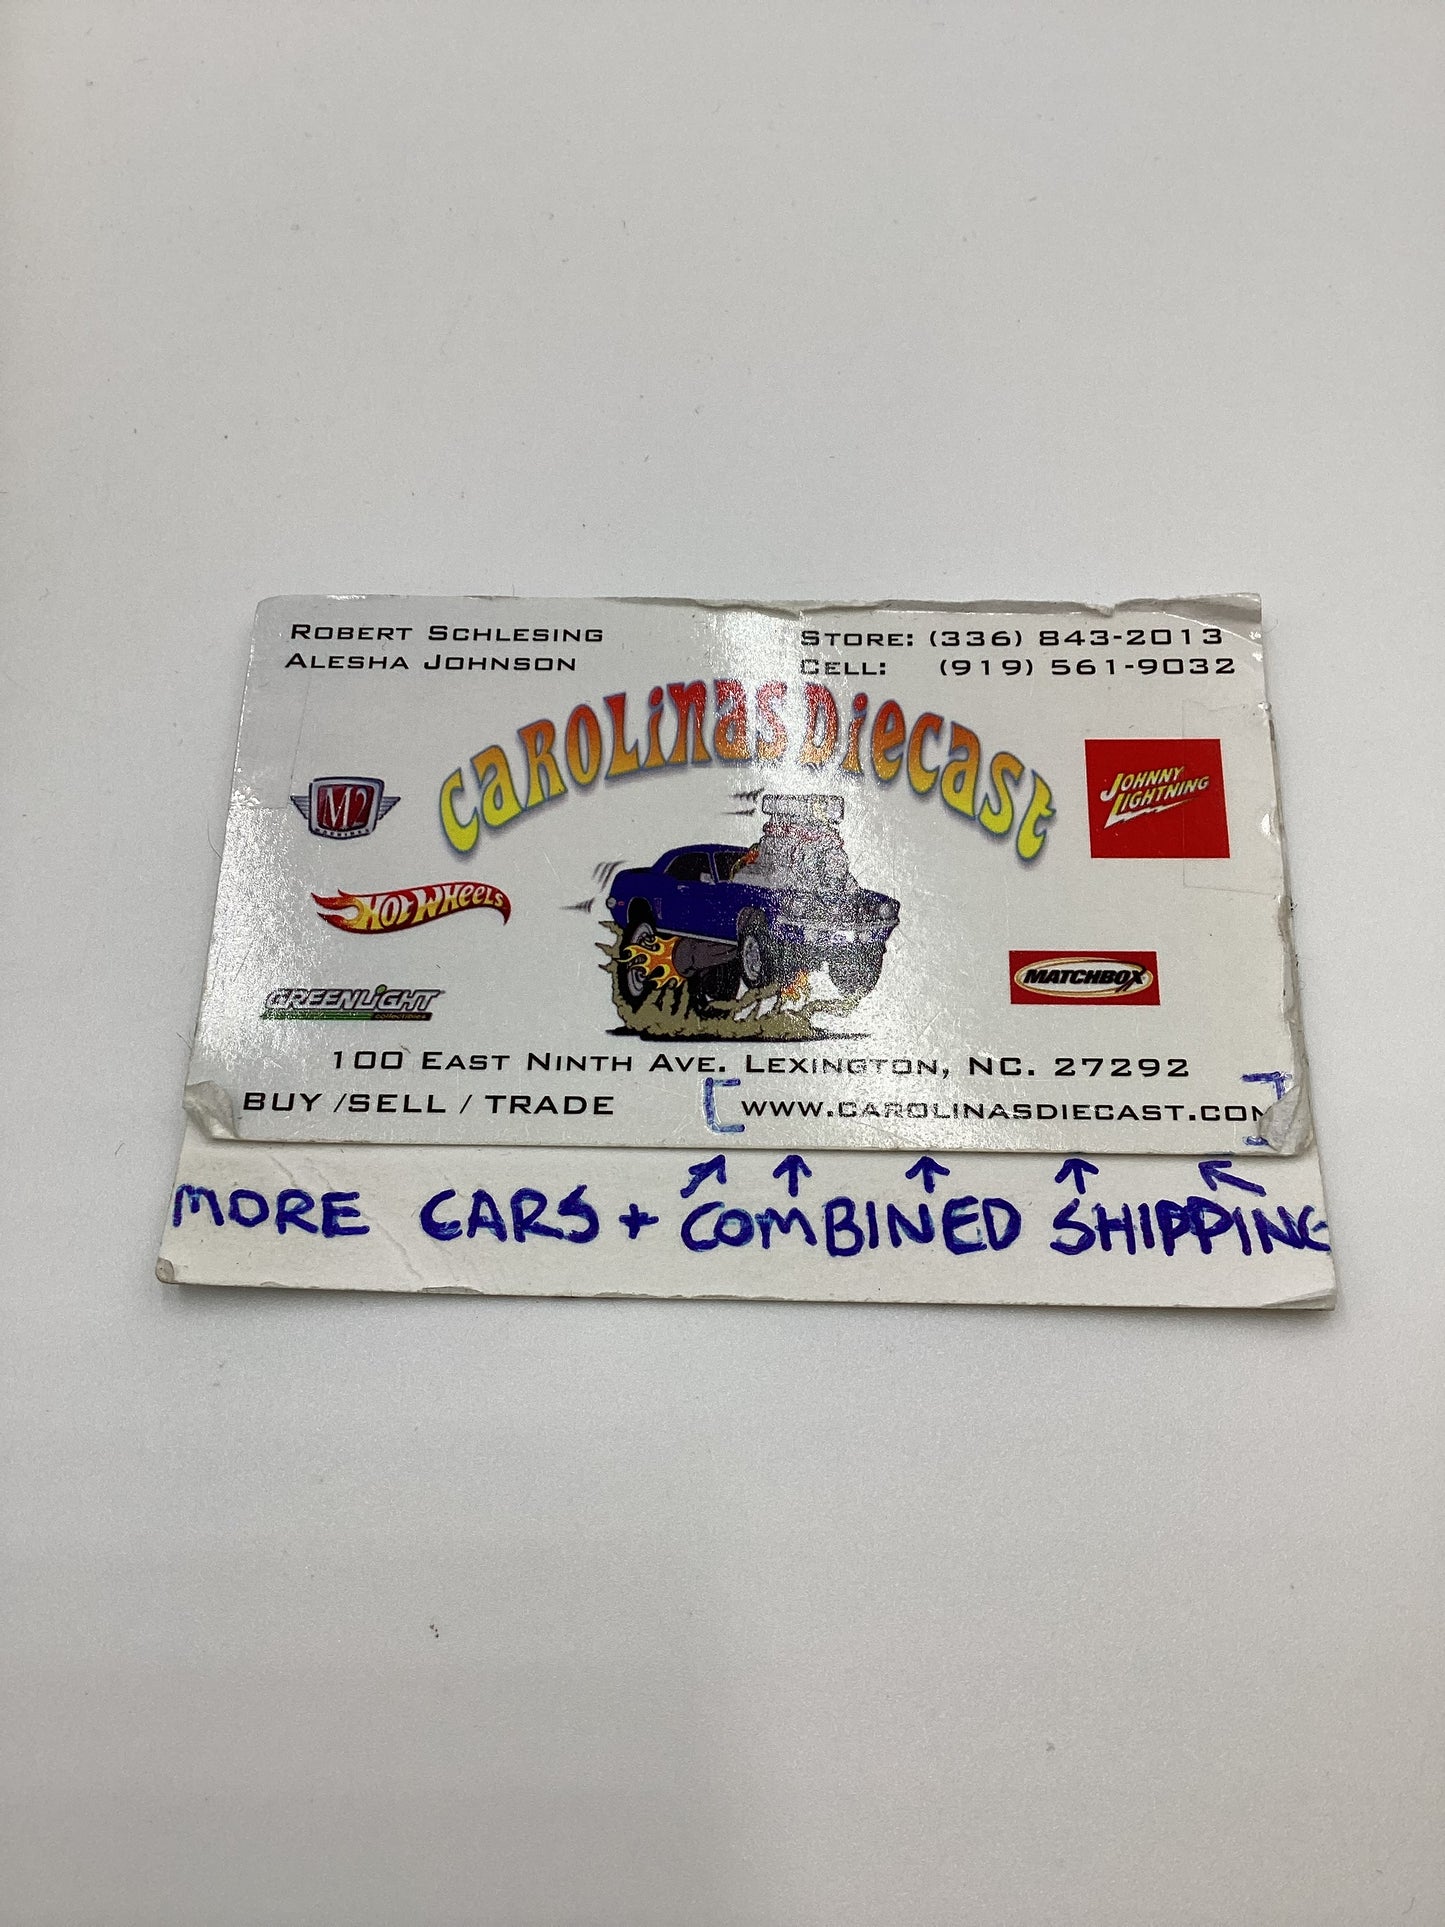 ROBERT SCHLESING
ALESHA JOHNSON
STORE: (336) 843-2013
CELL: (919) 561-9032
CAROLINAS DIECAST
M2
MACHINES
JOHNNY
LIGHTNING
HOT WHEELS
MATCHBOX
GREENLIGHT
collectibles
100 EAST NINTH AVE. LEXINGTON, NC. 27292
BUY /SELL / TRADE
[ WWW.CAROLINASDIECAST.COM ]
MORE CARS + COMBINED SHIPPING